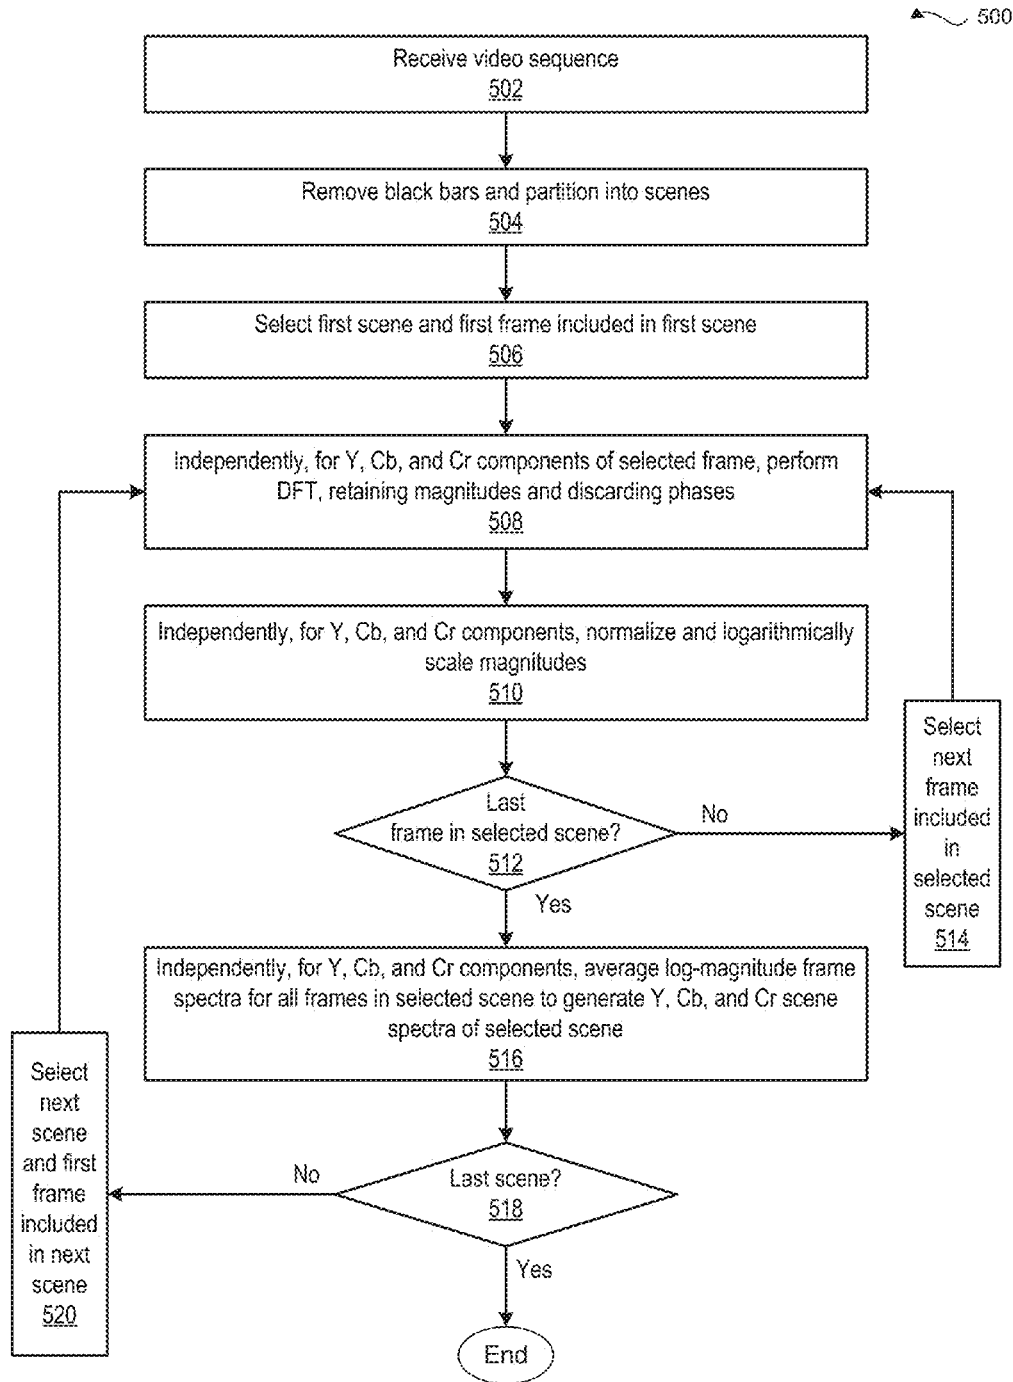 500
Receive video sequence
502
Remove black bars and partition into scenes
504
Select first scene and first frame included in first scene
506
Independently, for Y, Cb, and Cr components of selected frame, perform
DFT, retaining magnitudes and discarding phases
508
Independently, for Y, Cb, and Cr components, normalize and logarithmically
scale magnitudes
510
Last
frame in selected scene?
512
No
Yes
Select
next
frame
included
in
selected
scene
514
Independently, for Y, Cb, and Cr components, average log-magnitude frame
spectra for all frames in selected scene to generate Y, Cb, and Cr scene
spectra of selected scene
516
Last scene?
518
No
Yes
Select
next
scene
and first
frame
included
in next
scene
520
End